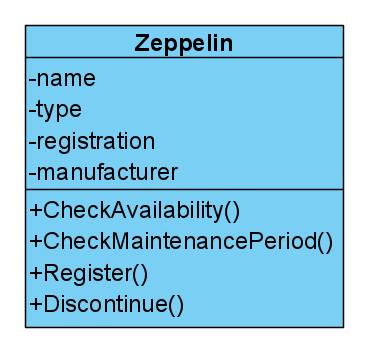 Zeppelin
-name
-type
-registration
-manufacturer
+CheckAvailability()
+CheckMaintenancePeriod()
+Register()
+Discontinue()